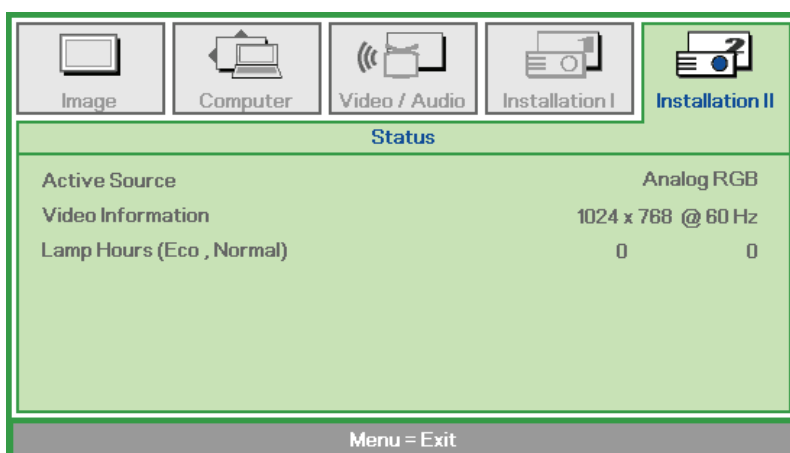 Image Computer Video / Audio Installation I Installation II
Status
Active Source Analog RGB
Video Information 1024 x 768 @ 60 Hz
Lamp Hours (Eco , Normal) 0 0
Menu = Exit